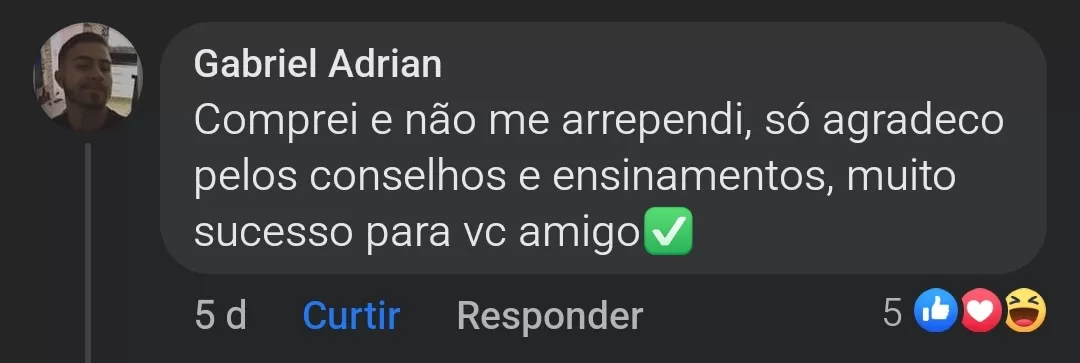 Gabriel Adrian
Comprei e não me arrependi, só agradeco
pelos conselhos e ensinamentos, muito
sucesso para vc amigo✅
5 d Curtir Responder 5